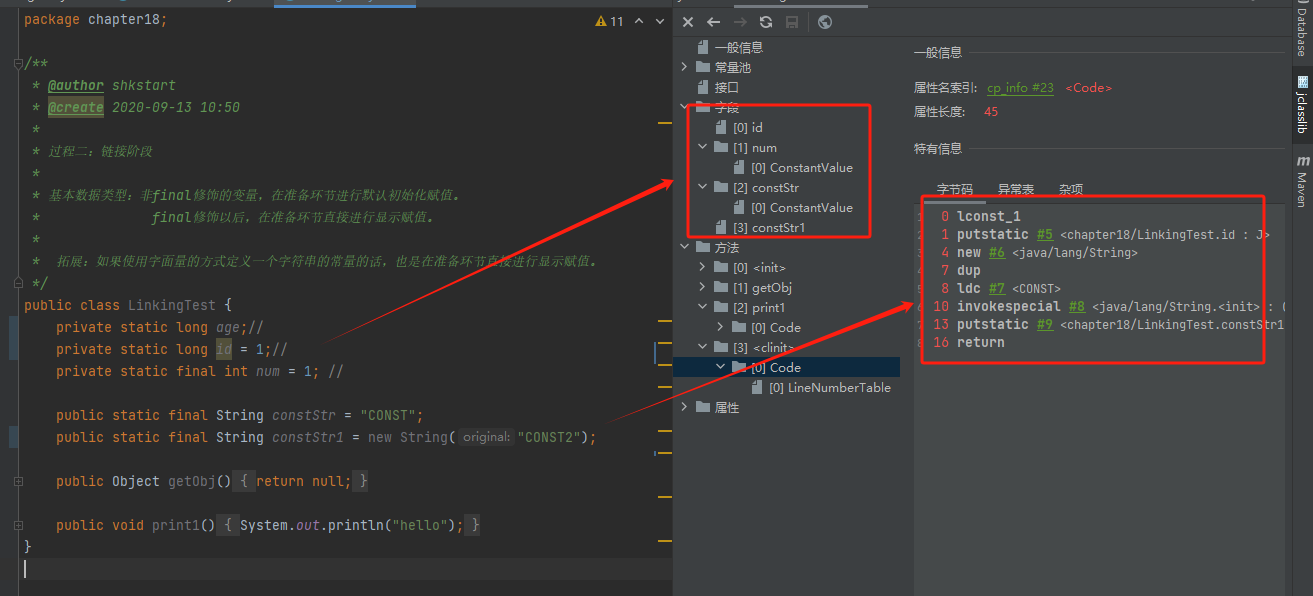 package chapter18;
11
/**
* @author shkstart
* @create 2020-09-13 10:50
*
* 过程二：链接阶段
*
* 基本数据类型：非final修饰的变量，在准备环节进行默认初始化赋值。
* final修饰以后，在准备环节直接进行显示赋值。
*
* 拓展：如果使用字面量的方式定义一个字符串的常量的话，也是在准备环节直接进行显示赋值。
*/
public class LinkingTest {
private static long age;//
private static long id = 1;//
private static final int num = 1; //
public static final String constStr = "CONST";
public static final String constStr1 = new String( original: "CONST2");
public Object getObj() { return null; }
public void print1() { System.out.println("hello"); }
}
一般信息
常量池
接口
字段
[0] id
[1] num
[0] ConstantValue
[2] constStr
[0] ConstantValue
[3] constStr1
方法
[0] <init>
[1] getObj
[2] print1
[0] Code
[3] <clinit>
[0] Code
[0] LineNumberTable
属性
一般信息
属性名索引: cp_info #23 <Code>
属性长度: 45
特有信息
字节码 异常表 杂项
0 lconst_1
1 putstatic #5 <chapter18/LinkingTest.id : J>
4 new #6 <java/lang/String>
7 dup
8 ldc #7 <CONST>
10 invokespecial #8 <java/lang/String.<init> : (
13 putstatic #9 <chapter18/LinkingTest.constStr1
16 return
Database
jclasslib
m Maven